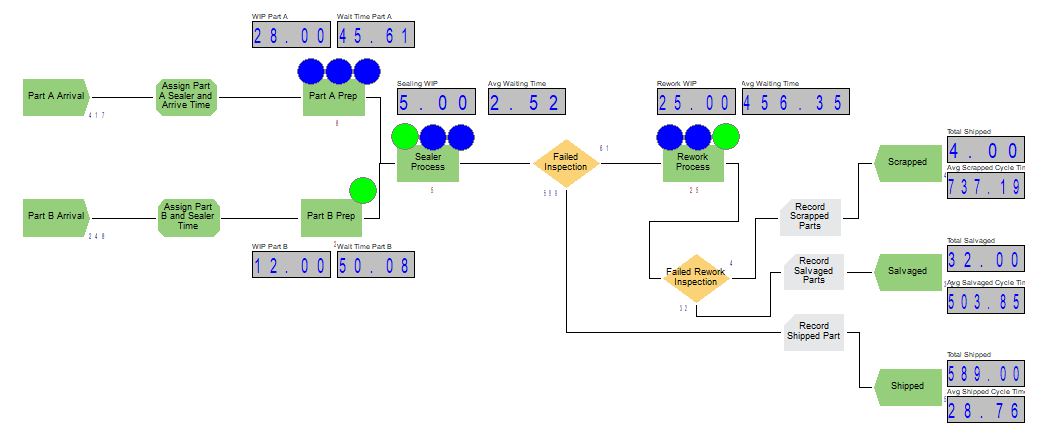 WIP Part A
Wait Time Part A
28.00
45.61
Part A Arrival
417
Assign Part
A Sealer and
Arrive Time
Part A Prep
Sealing WIP
Avg Waiting Time
5.00
2.52
Sealer
Process
5
Failed
Inspection
61
589
Rework WIP
Avg Waiting Time
25.00
456.35
Rework
Process
25
Part B Arrival
Assign Part
B and Sealer
Time
Part B Prep
WIP Part B
Wait Time Part B
12.00
50.08
Failed Rework
Inspection
4
32
Record
Scrapped
Parts
Record
Salvaged
Parts
Record
Shipped Part
Scrapped
Total Shipped
4.00
Avg Scrapped Cycle Tim
737.19
Salvaged
Total Salvaged
32.00
Avg Salvaged Cycle Tim
503.85
Shipped
Total Shipped
589.00
Avg Shipped Cycle Time
28.76